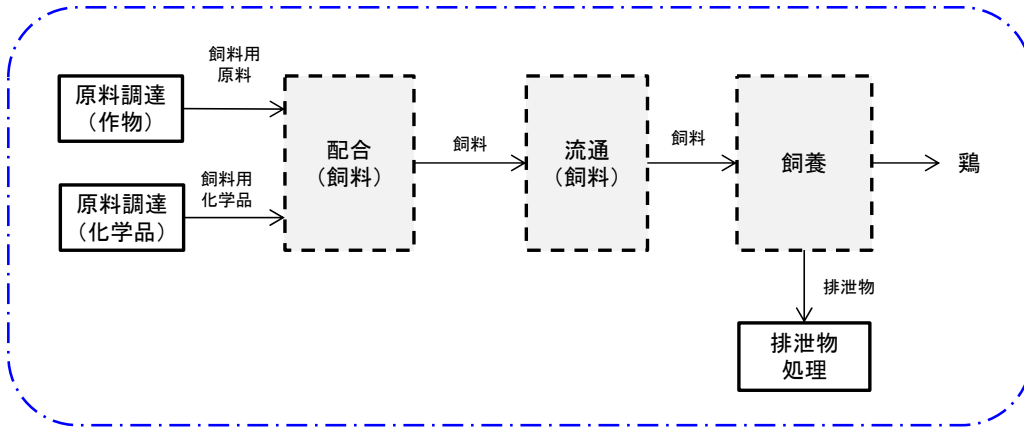 飼料用
原料
原料調達
（作物）
配合
（飼料）
飼料
流通
（飼料）
飼料
飼養
鶏
飼料用
化学品
原料調達
（化学品）
排泄物
排泄物
処理